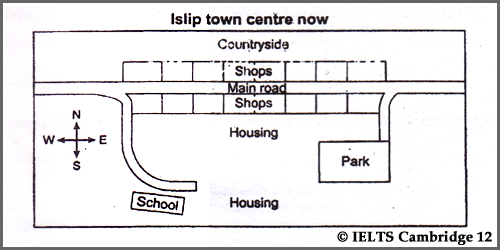 Islip town centre now
Countryside
Shops
Main road
Shops
N
W E
S
Housing
Park
School
Housing
© IELTS Cambridge 12